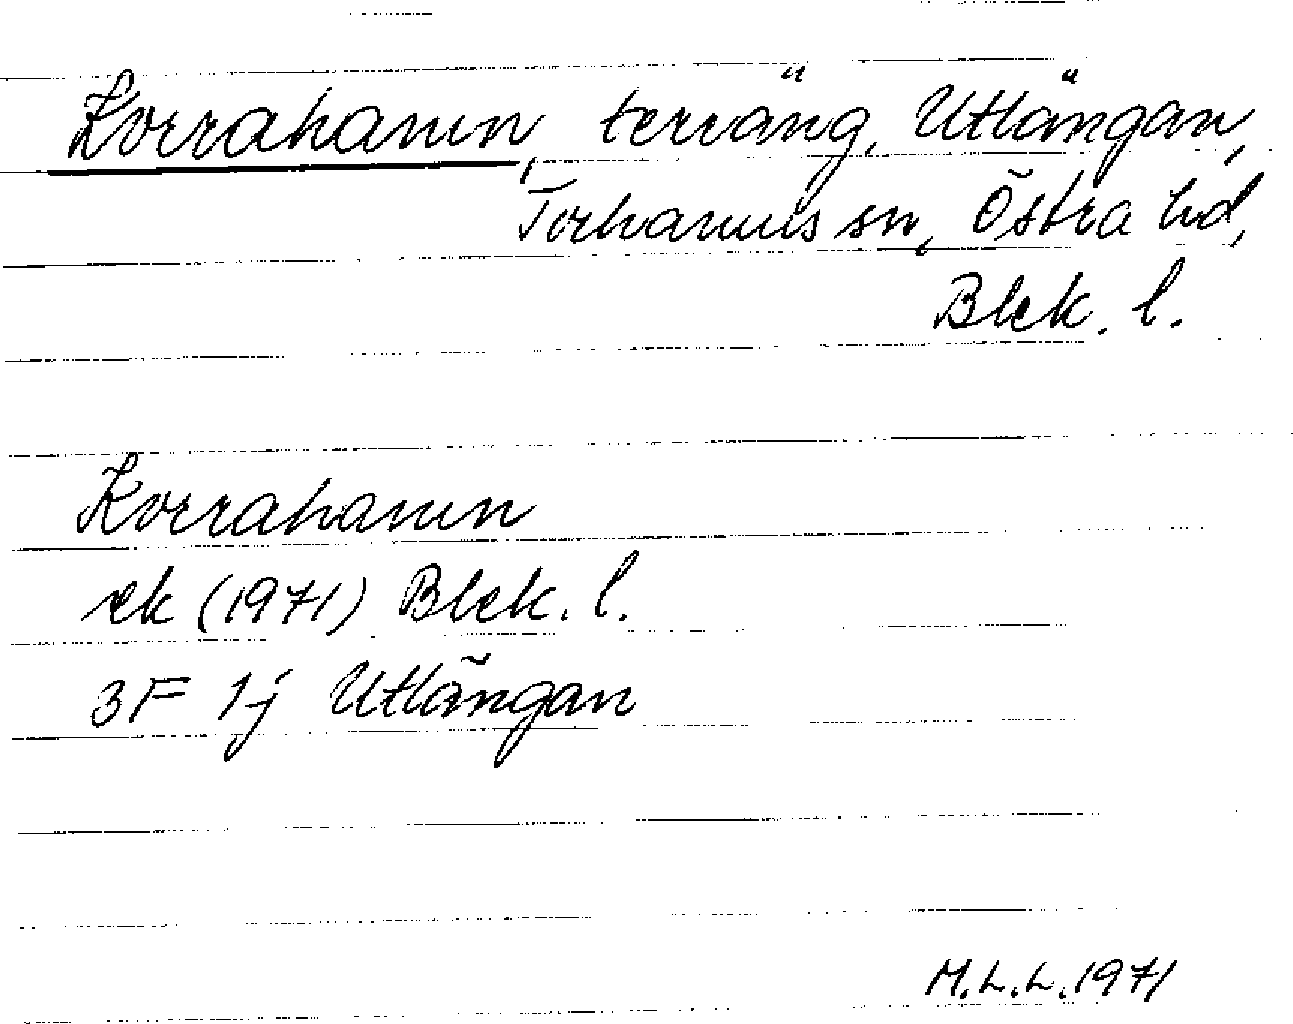 Korrahamn, terräng, Utlängan,
Torhamns sn, Östra hd,
Blek. l.
Korrahamn
ek (1971) Blek. l.
3F 1j Utlängan
M.L.L. 1971